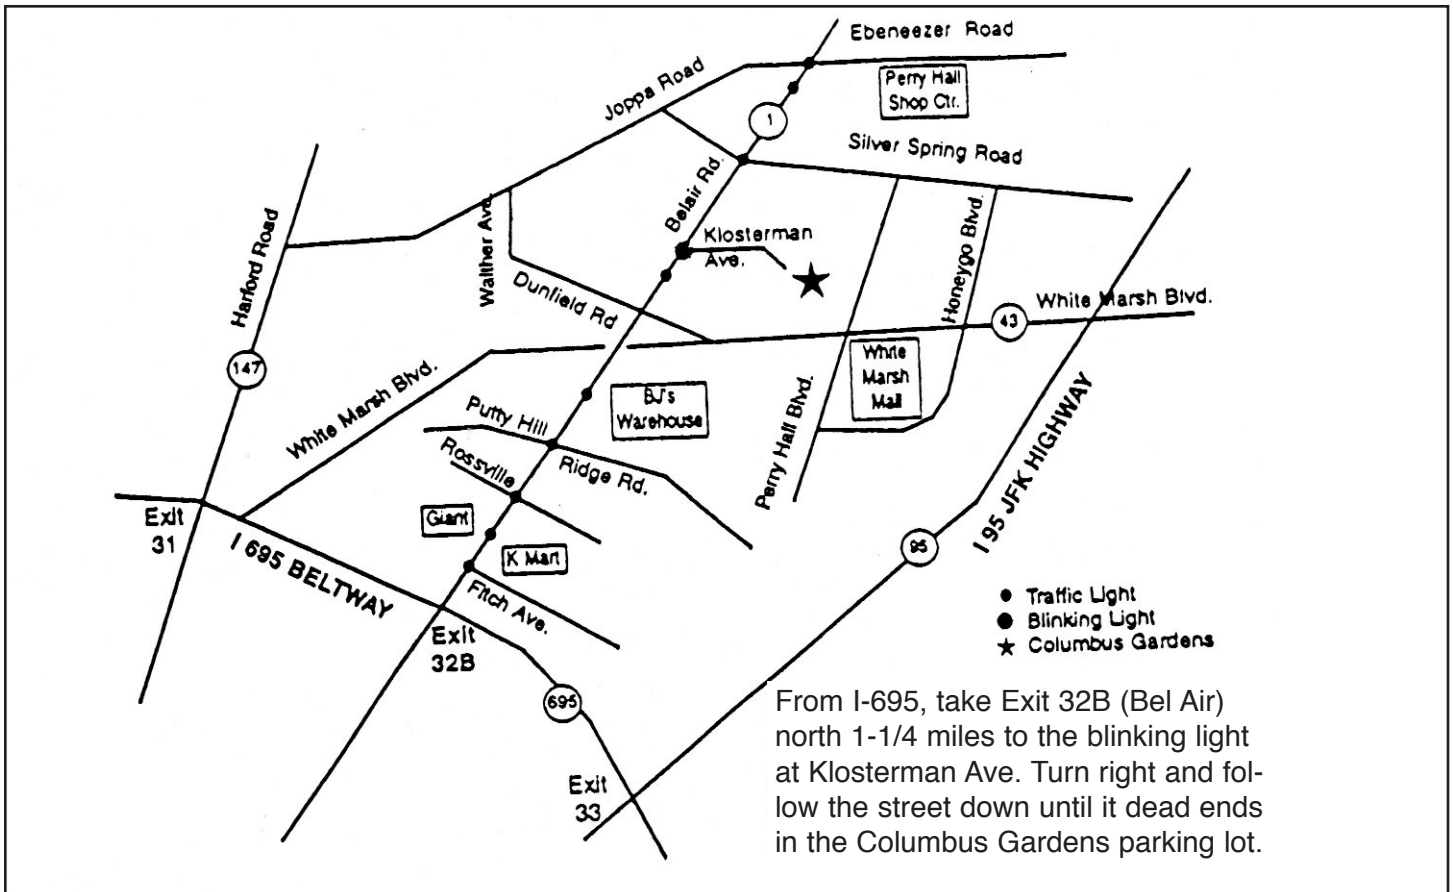 Ebeneezer Road
Joppa Road
Perry Hall
Shop Ctr.
1
Silver Spring Road
Belair Rd.
Harford Road
Walther Ave.
Klosterman
Ave.
Honeygo Blvd.
Dunfield Rd
White Marsh Blvd.
43
147
White Marsh Blvd.
White
Marsh
Mall
BJ's
Warehouse
Putty Hill
Perry Hall Blvd.
Rossville
Ridge Rd.
I 95 JFK HIGHWAY
Exit
31
Giant
I 695 BELTWAY
K Mart
95
Fitch Ave.
Traffic Light
Blinking Light
Columbus Gardens
Exit
32B
695
Exit
33
From I-695, take Exit 32B (Bel Air)
north 1-1/4 miles to the blinking light
at Klosterman Ave. Turn right and fol-
low the street down until it dead ends
in the Columbus Gardens parking lot.